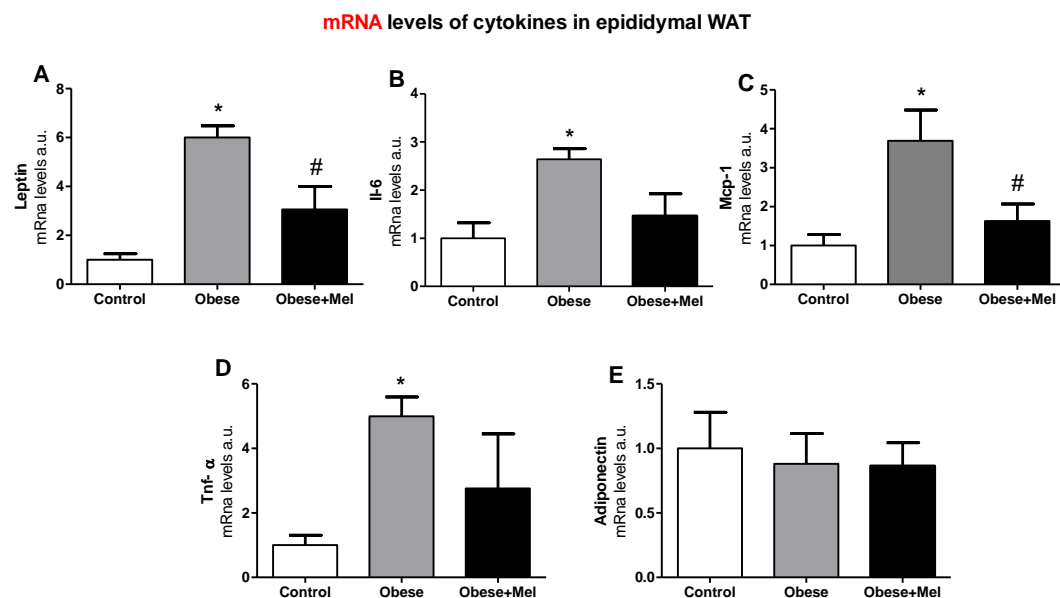 mRNA levels of cytokines in epididymal WAT
A
Leptin
mRna levels a.u.
8
6
4
2
0
*
#
Control Obese Obese+Mel
B
Il-6
mRna levels a.u.
4
3
2
1
0
*
Control Obese Obese+Mel
C
Mcp-1
mRna levels a.u.
5
4
3
2
1
0
*
#
Control Obese Obese+Mel
D
Tnf- α
mRna levels a.u.
6
4
2
0
*
Control Obese Obese+Mel
E
Adiponectin
mRna levels a.u.
1.5
1.0
0.5
0.0
Control Obese Obese+Mel